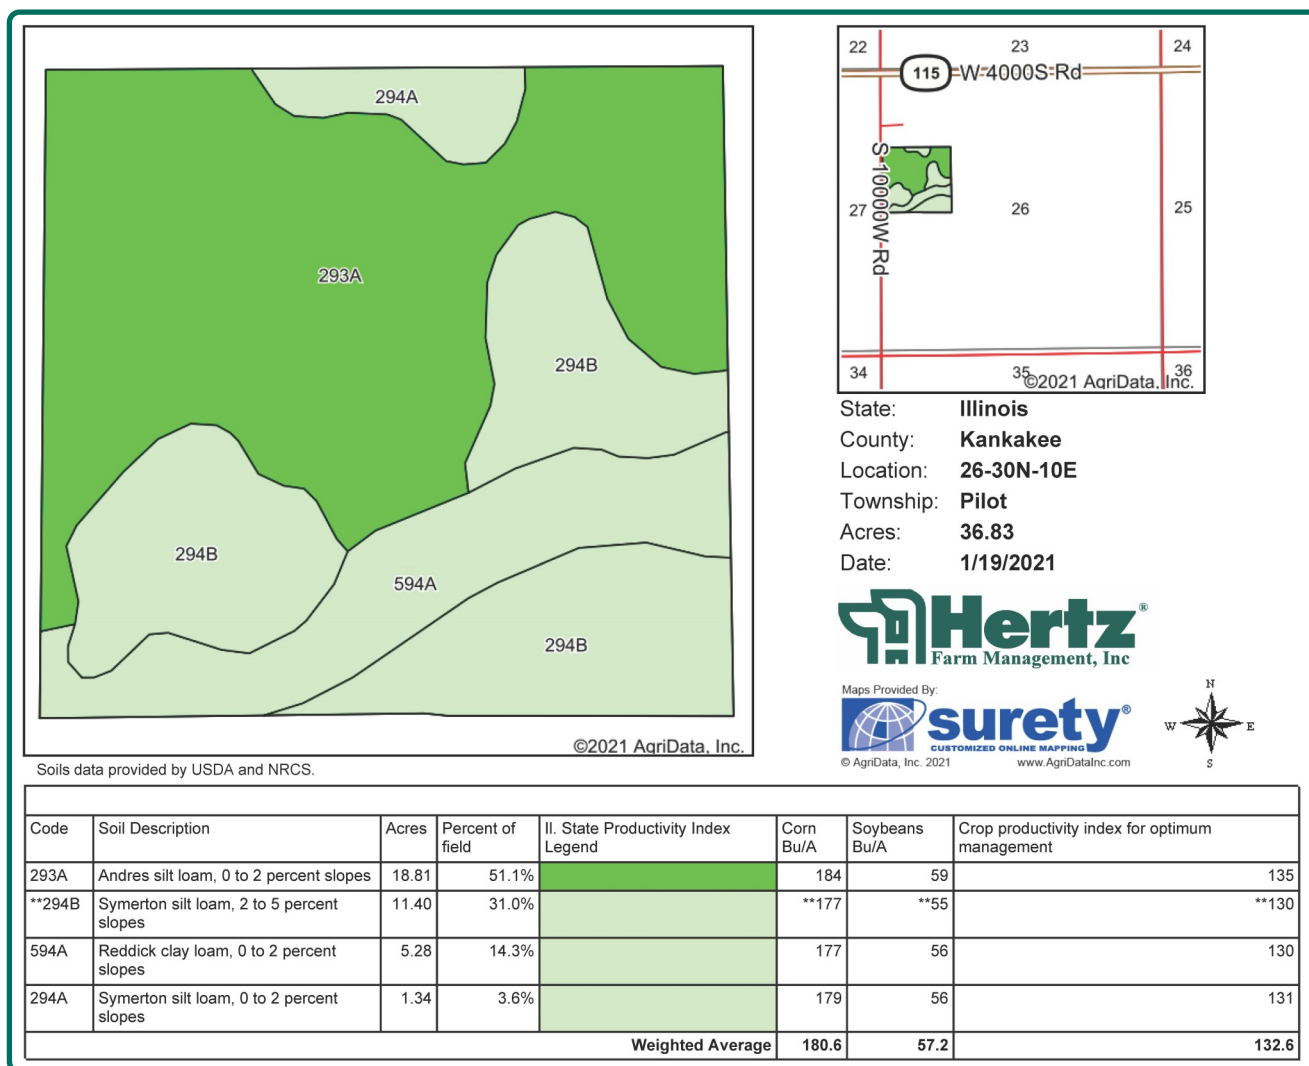 294A
293A
294B
294B
594A
294B
©2021 AgriData, Inc.
Soils data provided by USDA and NRCS.
22 23 24
115 W 4000S Rd
S 10000W Rd
27 26 25
34 35 36
©2021 AgriData, Inc.
State: Illinois
County: Kankakee
Location: 26-30N-10E
Township: Pilot
Acres: 36.83
Date: 1/19/2021
Hertz®
Farm Management, Inc
Maps Provided By:
surety®
CUSTOMIZED ONLINE MAPPING
© AgriData, Inc. 2021 www.AgriDataInc.com
N
W E
S
Code Soil Description Acres Percent of field Il. State Productivity Index Legend Corn Bu/A Soybeans Bu/A Crop productivity index for optimum management
293A Andres silt loam, 0 to 2 percent slopes 18.81 51.1% 184 59 135
**294B Symerton silt loam, 2 to 5 percent slopes 11.40 31.0% **177 **55 **130
594A Reddick clay loam, 0 to 2 percent slopes 5.28 14.3% 177 56 130
294A Symerton silt loam, 0 to 2 percent slopes 1.34 3.6% 179 56 131
Weighted Average 180.6 57.2 132.6